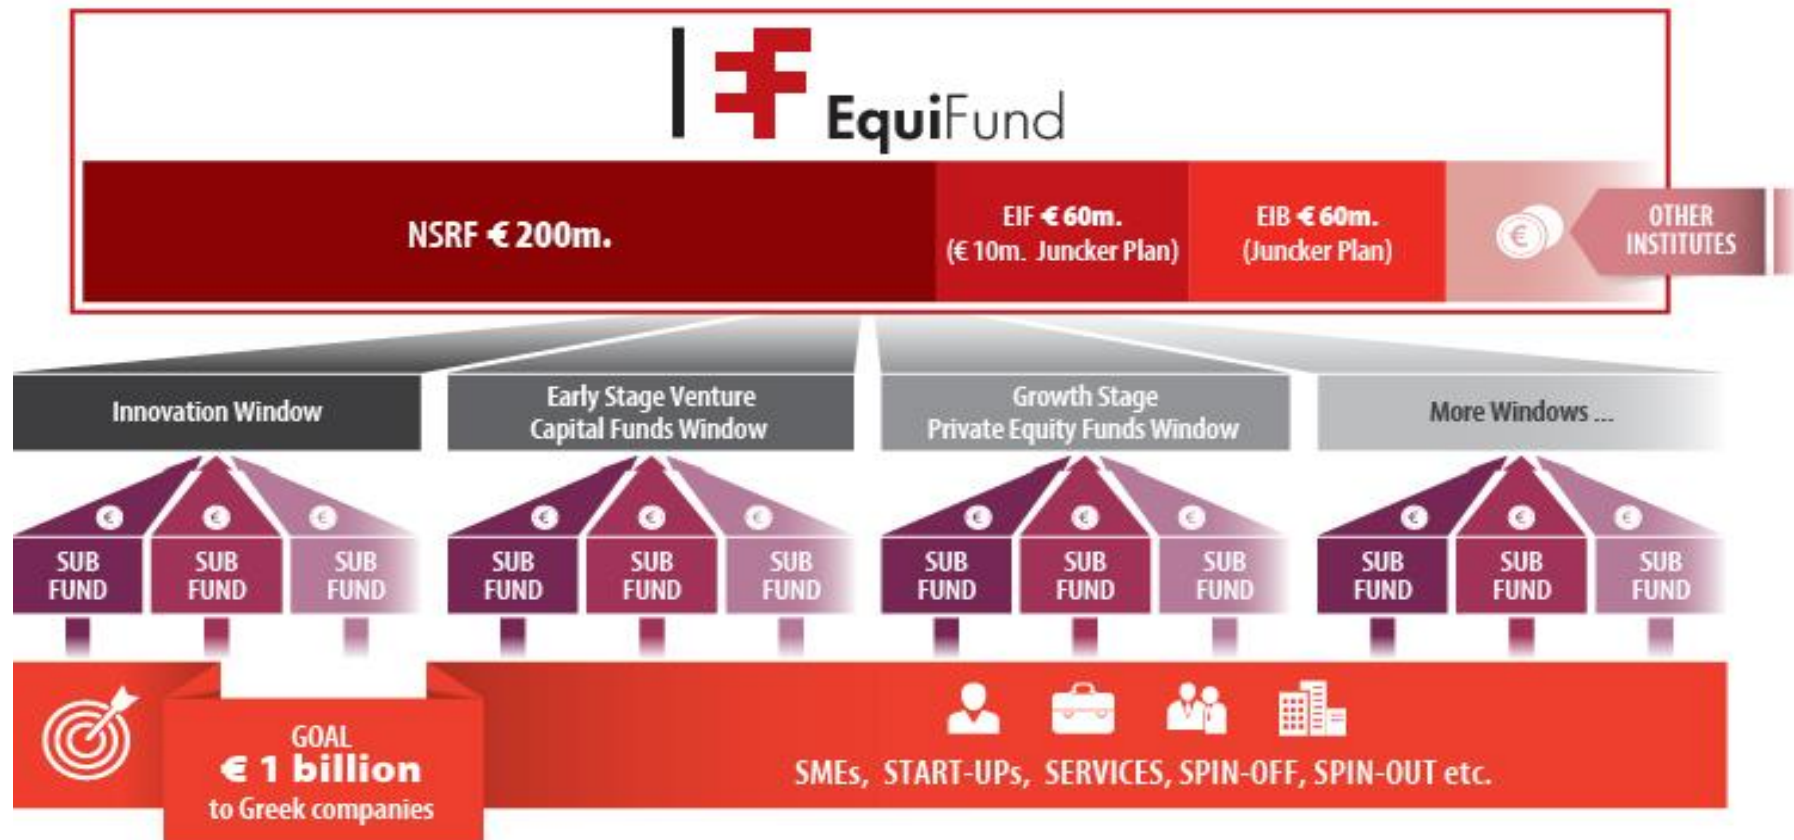 EquiFund
NSRF € 200m.
EIF € 60m.
(€ 10m. Juncker Plan)
EIB € 60m.
(Juncker Plan)
€
OTHER
INSTITUTES
Innovation Window
Early Stage Venture
Capital Funds Window
Growth Stage
Private Equity Funds Window
More Windows ...
€ € € € € € € € € € € €
SUB
FUND
SUB
FUND
SUB
FUND
SUB
FUND
SUB
FUND
SUB
FUND
SUB
FUND
SUB
FUND
SUB
FUND
SUB
FUND
SUB
FUND
SUB
FUND
GOAL
€ 1 billion
to Greek companies
SMEs, START-UPs, SERVICES, SPIN-OFF, SPIN-OUT etc.